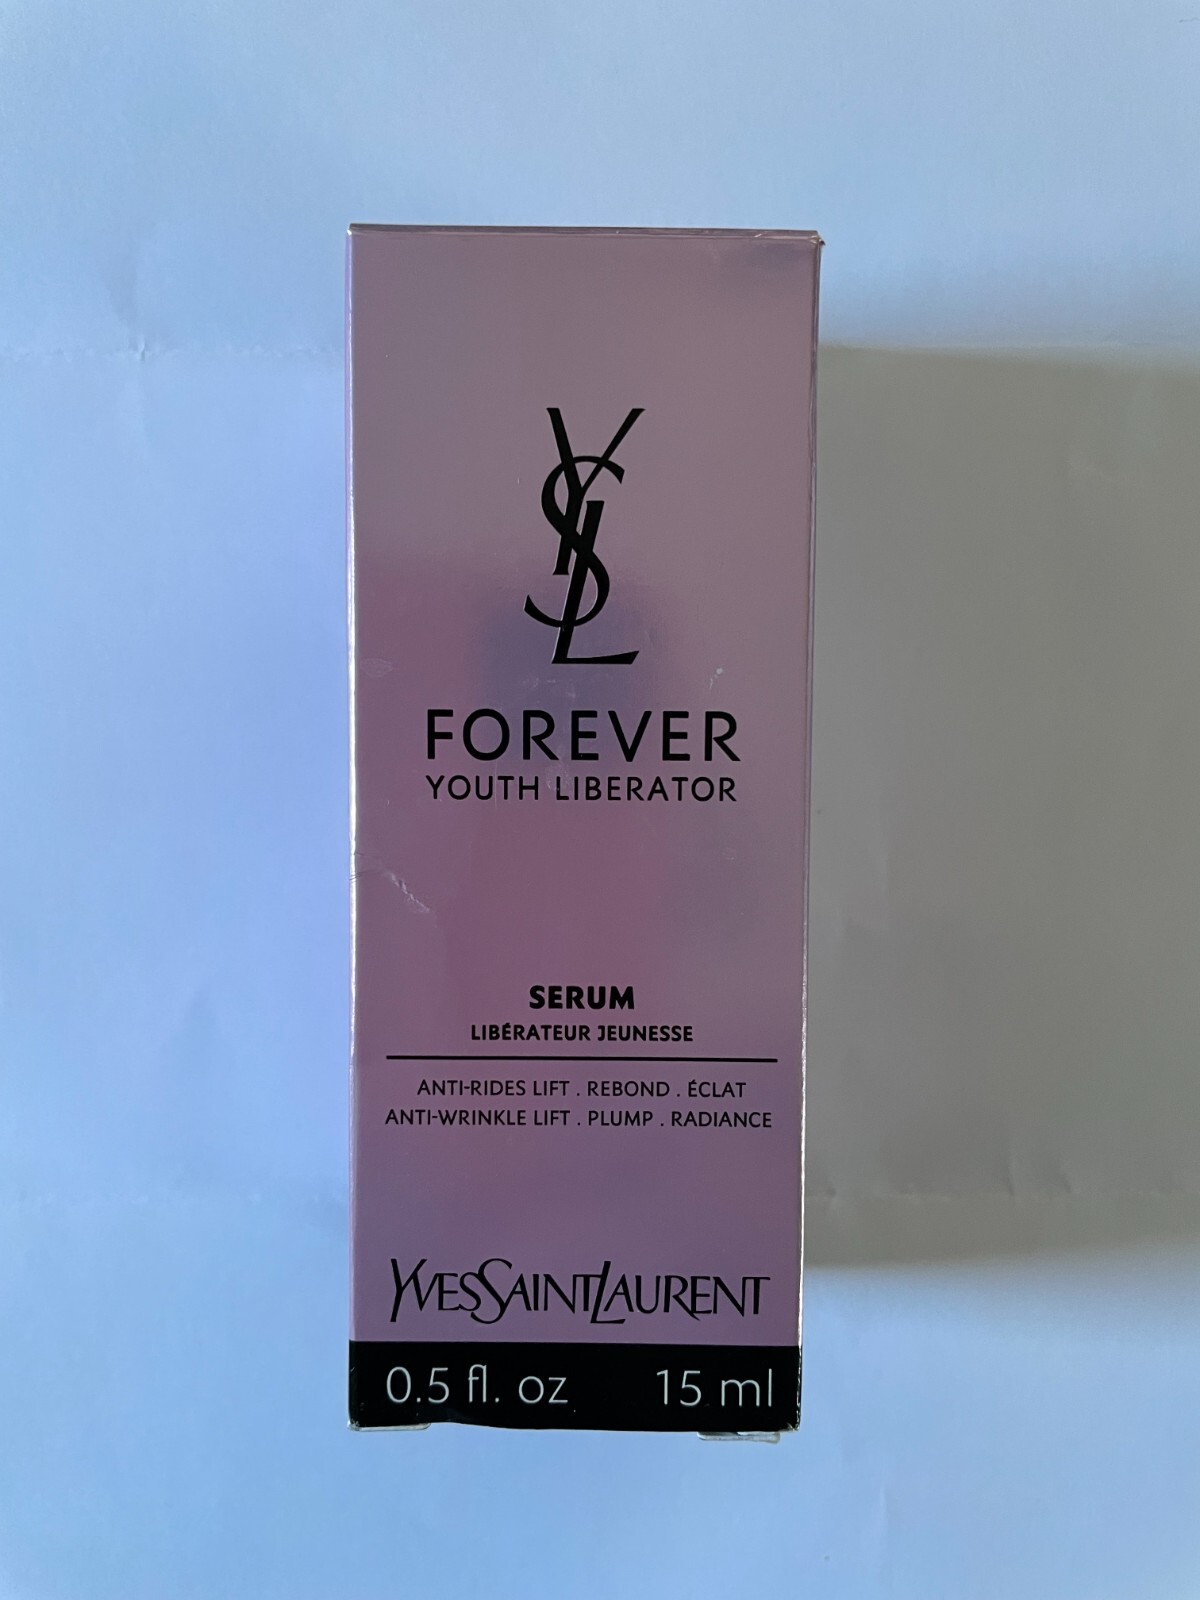 YSL
FOREVER
YOUTH LIBERATOR
SERUM
LIBÉRATEUR JEUNESSE
ANTI-RIDES LIFT . REBOND . ÉCLAT
ANTI-WRINKLE LIFT . PLUMP . RADIANCE
YVESSAINTLAURENT
0.5 fl. oz 15 ml